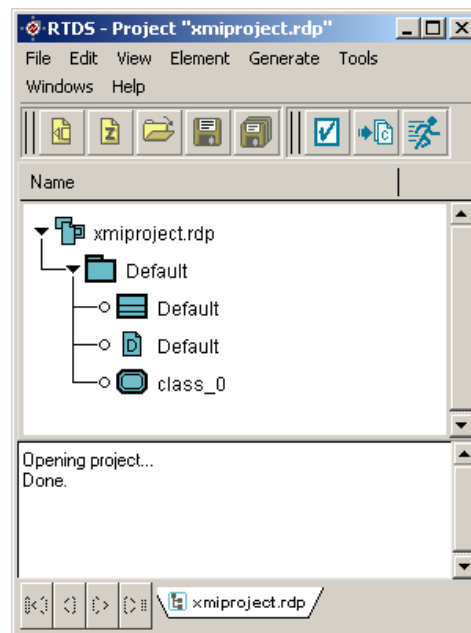 RTDS - Project "xmiproject.rdp"
File Edit View Element Generate Tools
Windows Help
Name
xmiproject.rdp
Default
Default
D Default
class_0
Opening project...
Done.
xmiproject.rdp